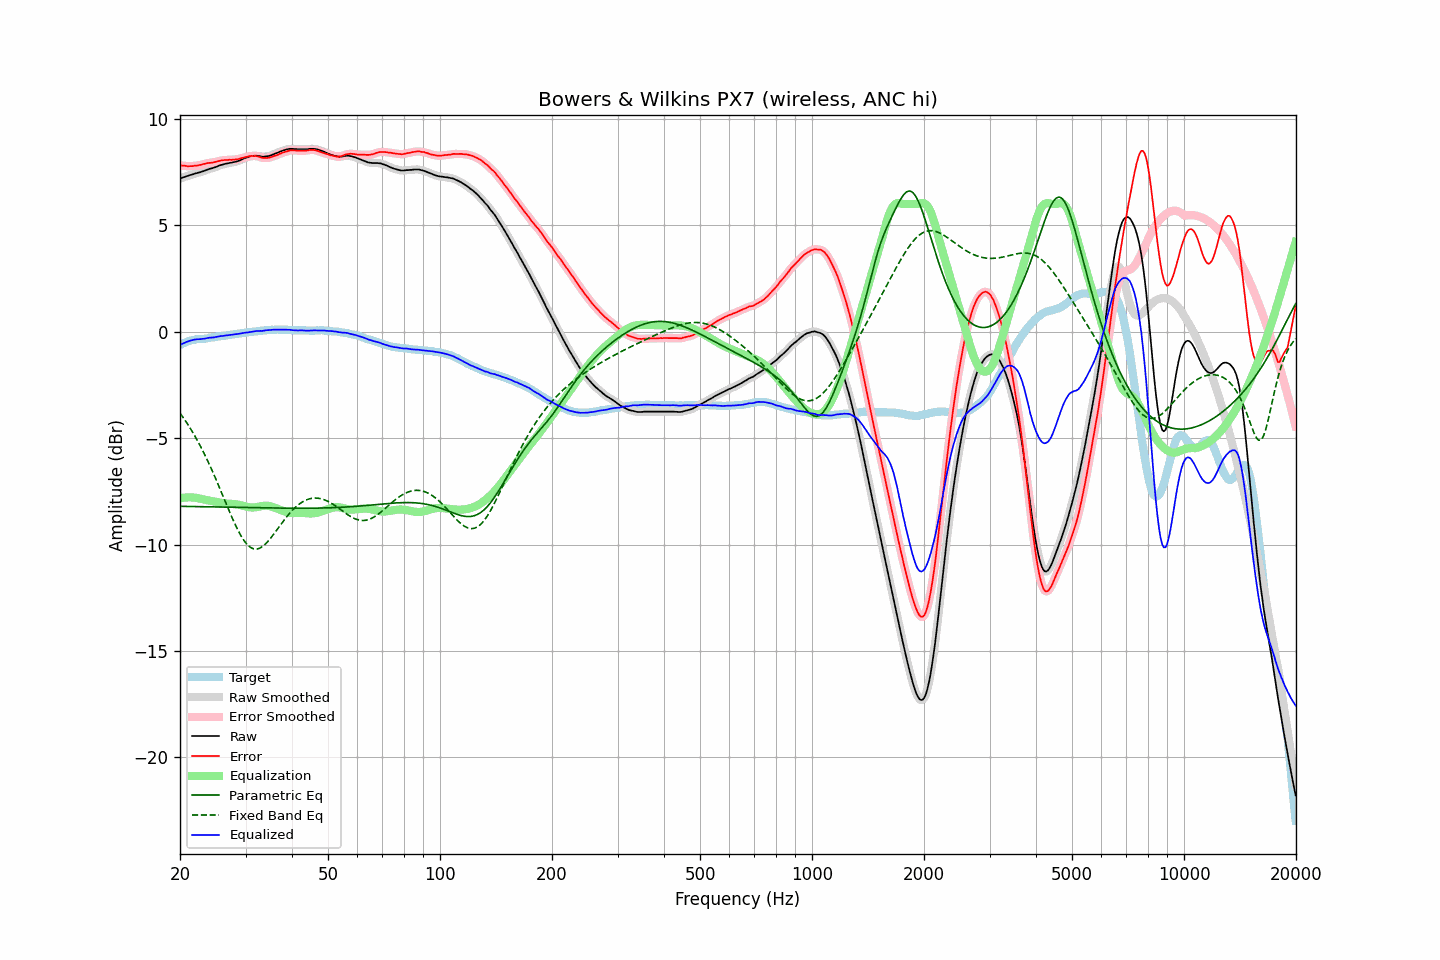 Bowers & Wilkins PX7 (wireless, ANC hi)
10
5
0
−5
−10
−15
−20
Amplitude (dBr)
Target
Raw Smoothed
Error Smoothed
Raw
Error
Equalization
Parametric Eq
Fixed Band Eq
Equalized
20
50
100
200
500
1000
2000
5000
10000
20000
Frequency (Hz)